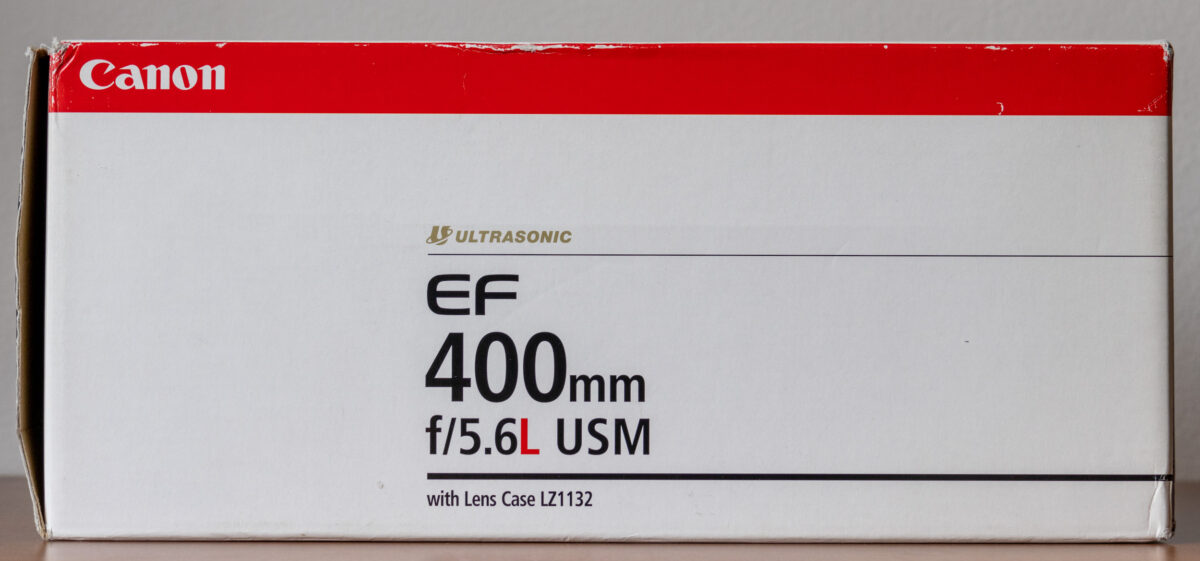 Canon
ULTRASONIC
EF
400mm
f/5.6L USM
with Lens Case LZ1132